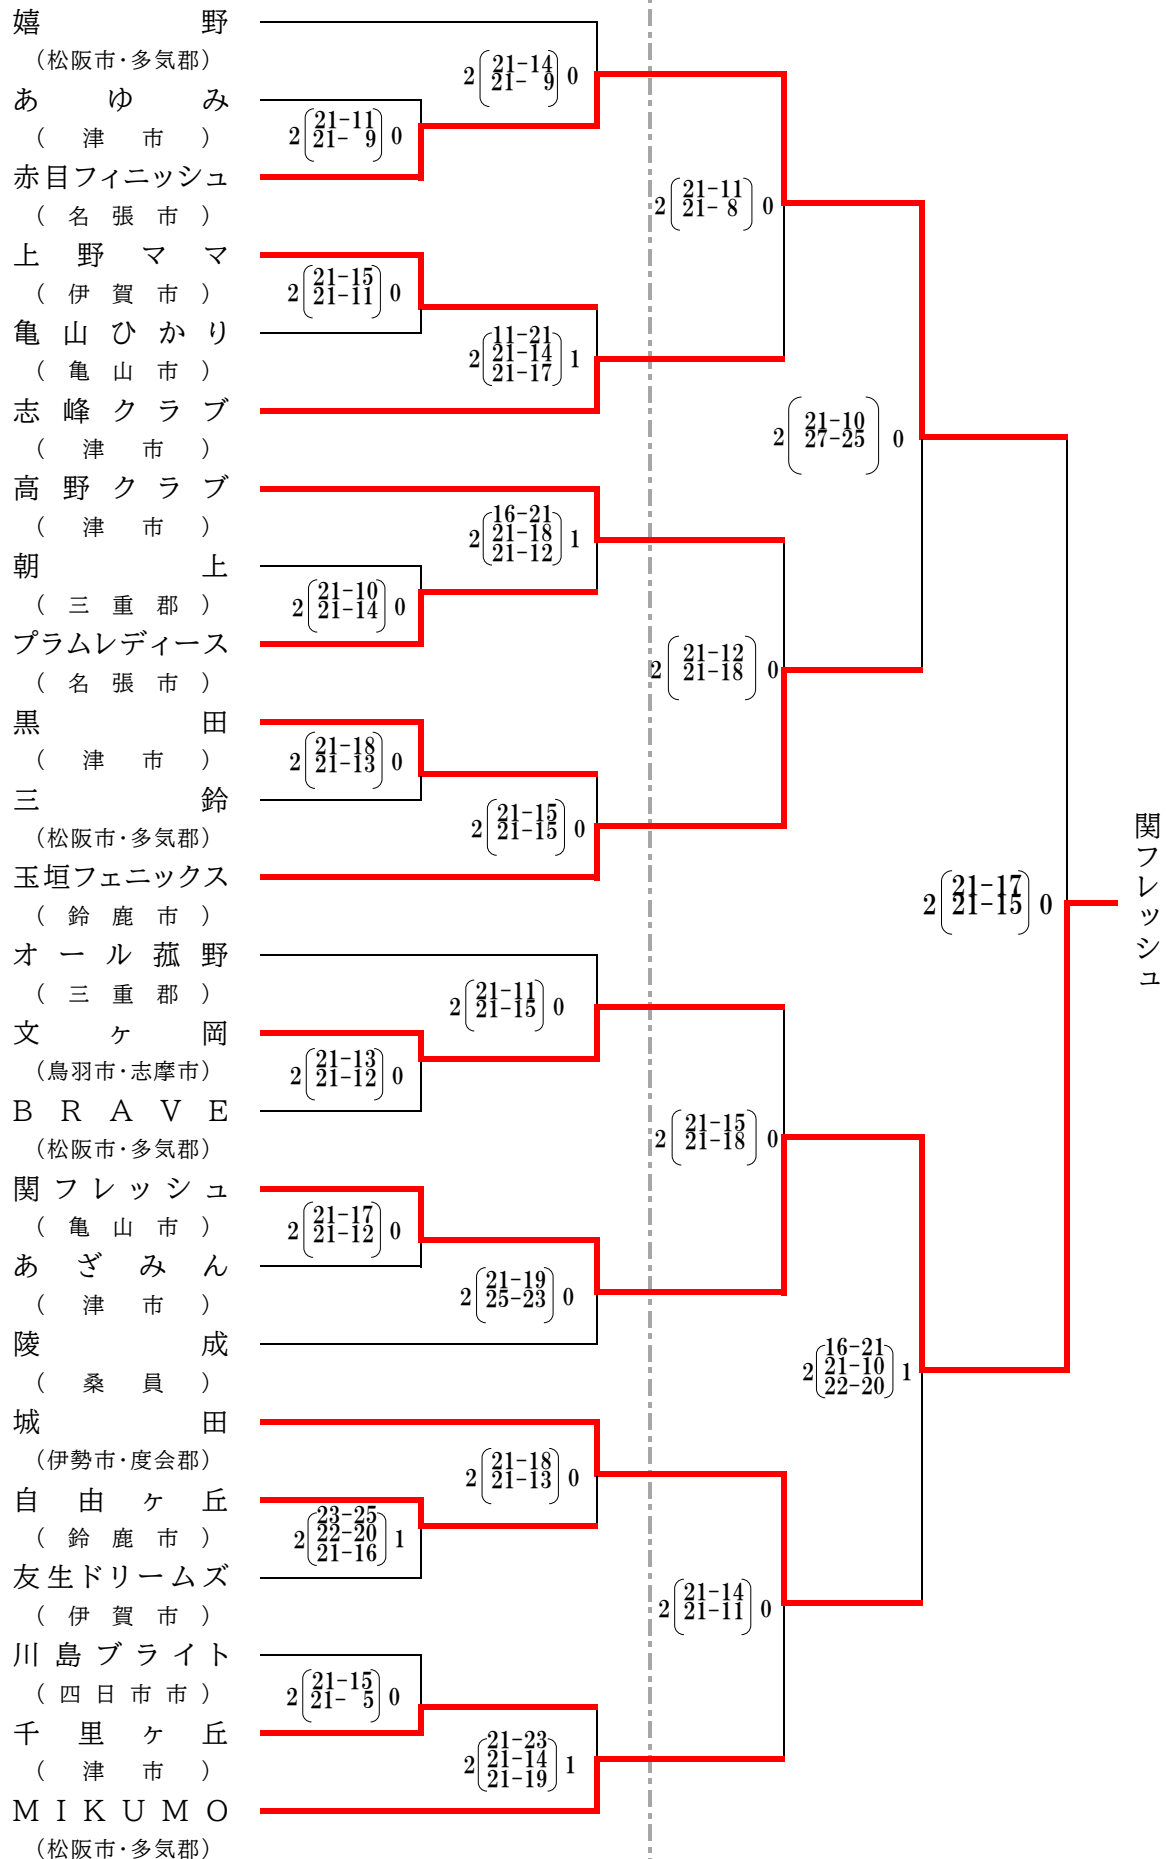 嬉野
(松阪市・多気郡)
2 21-14 0
21- 9
あゆみ
(津市)
2 21-11 0
21- 9
赤目フィニッシュ
(名張市)
2 21-11 0
21- 8
上野ママ
(伊賀市)
2 21-15 0
21-11
亀山ひかり
(亀山市)
2 11-21 1
21-14
21-17
志峰クラブ
(津市)
2 21-10 0
27-25
高野クラブ
(津市)
2 16-21 1
21-18
21-12
朝上
(三重郡)
2 21-10 0
21-14
プラムレディース
(名張市)
2 21-12 0
21-18
黒田
(津市)
2 21-18 0
21-13
三鈴
(松阪市・多気郡)
2 21-15 0
21-15
玉垣フェニックス
(鈴鹿市)
2 21-17 0
21-15
関フレッシュ
オール菰野
(三重郡)
2 21-11 0
21-15
文ヶ岡
(鳥羽市・志摩市)
2 21-13 0
21-12
BRAVE
(松阪市・多気郡)
2 21-15 0
21-18
関フレッシュ
(亀山市)
2 21-17 0
21-12
あざみん
(津市)
2 21-19 0
25-23
陵成
(桑員)
2 16-21 1
21-10
22-20
城田
(伊勢市・度会郡)
2 21-18 0
21-13
自由ヶ丘
(鈴鹿市)
2 23-25 1
22-20
21-16
友生ドリームズ
(伊賀市)
2 21-14 0
21-11
川島ブライト
(四日市市)
2 21-15 0
21- 5
千里ヶ丘
(津市)
2 21-23 1
21-14
21-19
MIKUMO
(松阪市・多気郡)